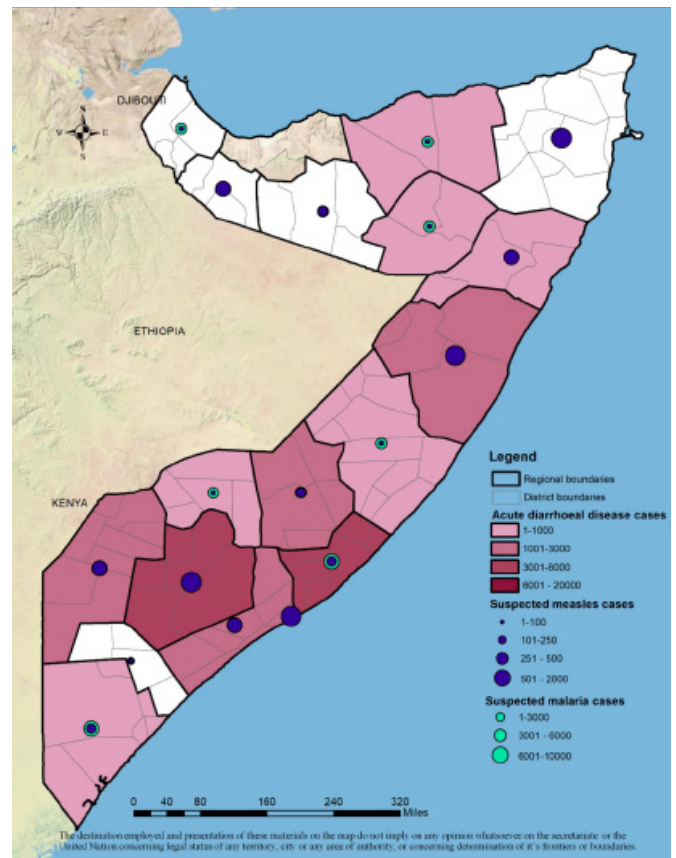 DJIBOUTI
N
W E
S
ETHIOPIA
KENYA
Legend
Regional boundaries
District boundaries
Acute diarrhoeal disease cases
1-1000
1001-3000
3001-6000
6001 - 20000
Suspected measles cases
1-100
101-250
251 - 500
501 - 2000
Suspected malaria cases
1-3000
3001 - 6000
6001-10000
0 40 80 160 240 320
Miles
The destination employed and presentation of these materials on the map do not imply on any opinion whatsoever on the secretariate or the
United Nation concerning legal status of any territory, city or any area of authority, or concerning determination of it's frontiers or boundaries.